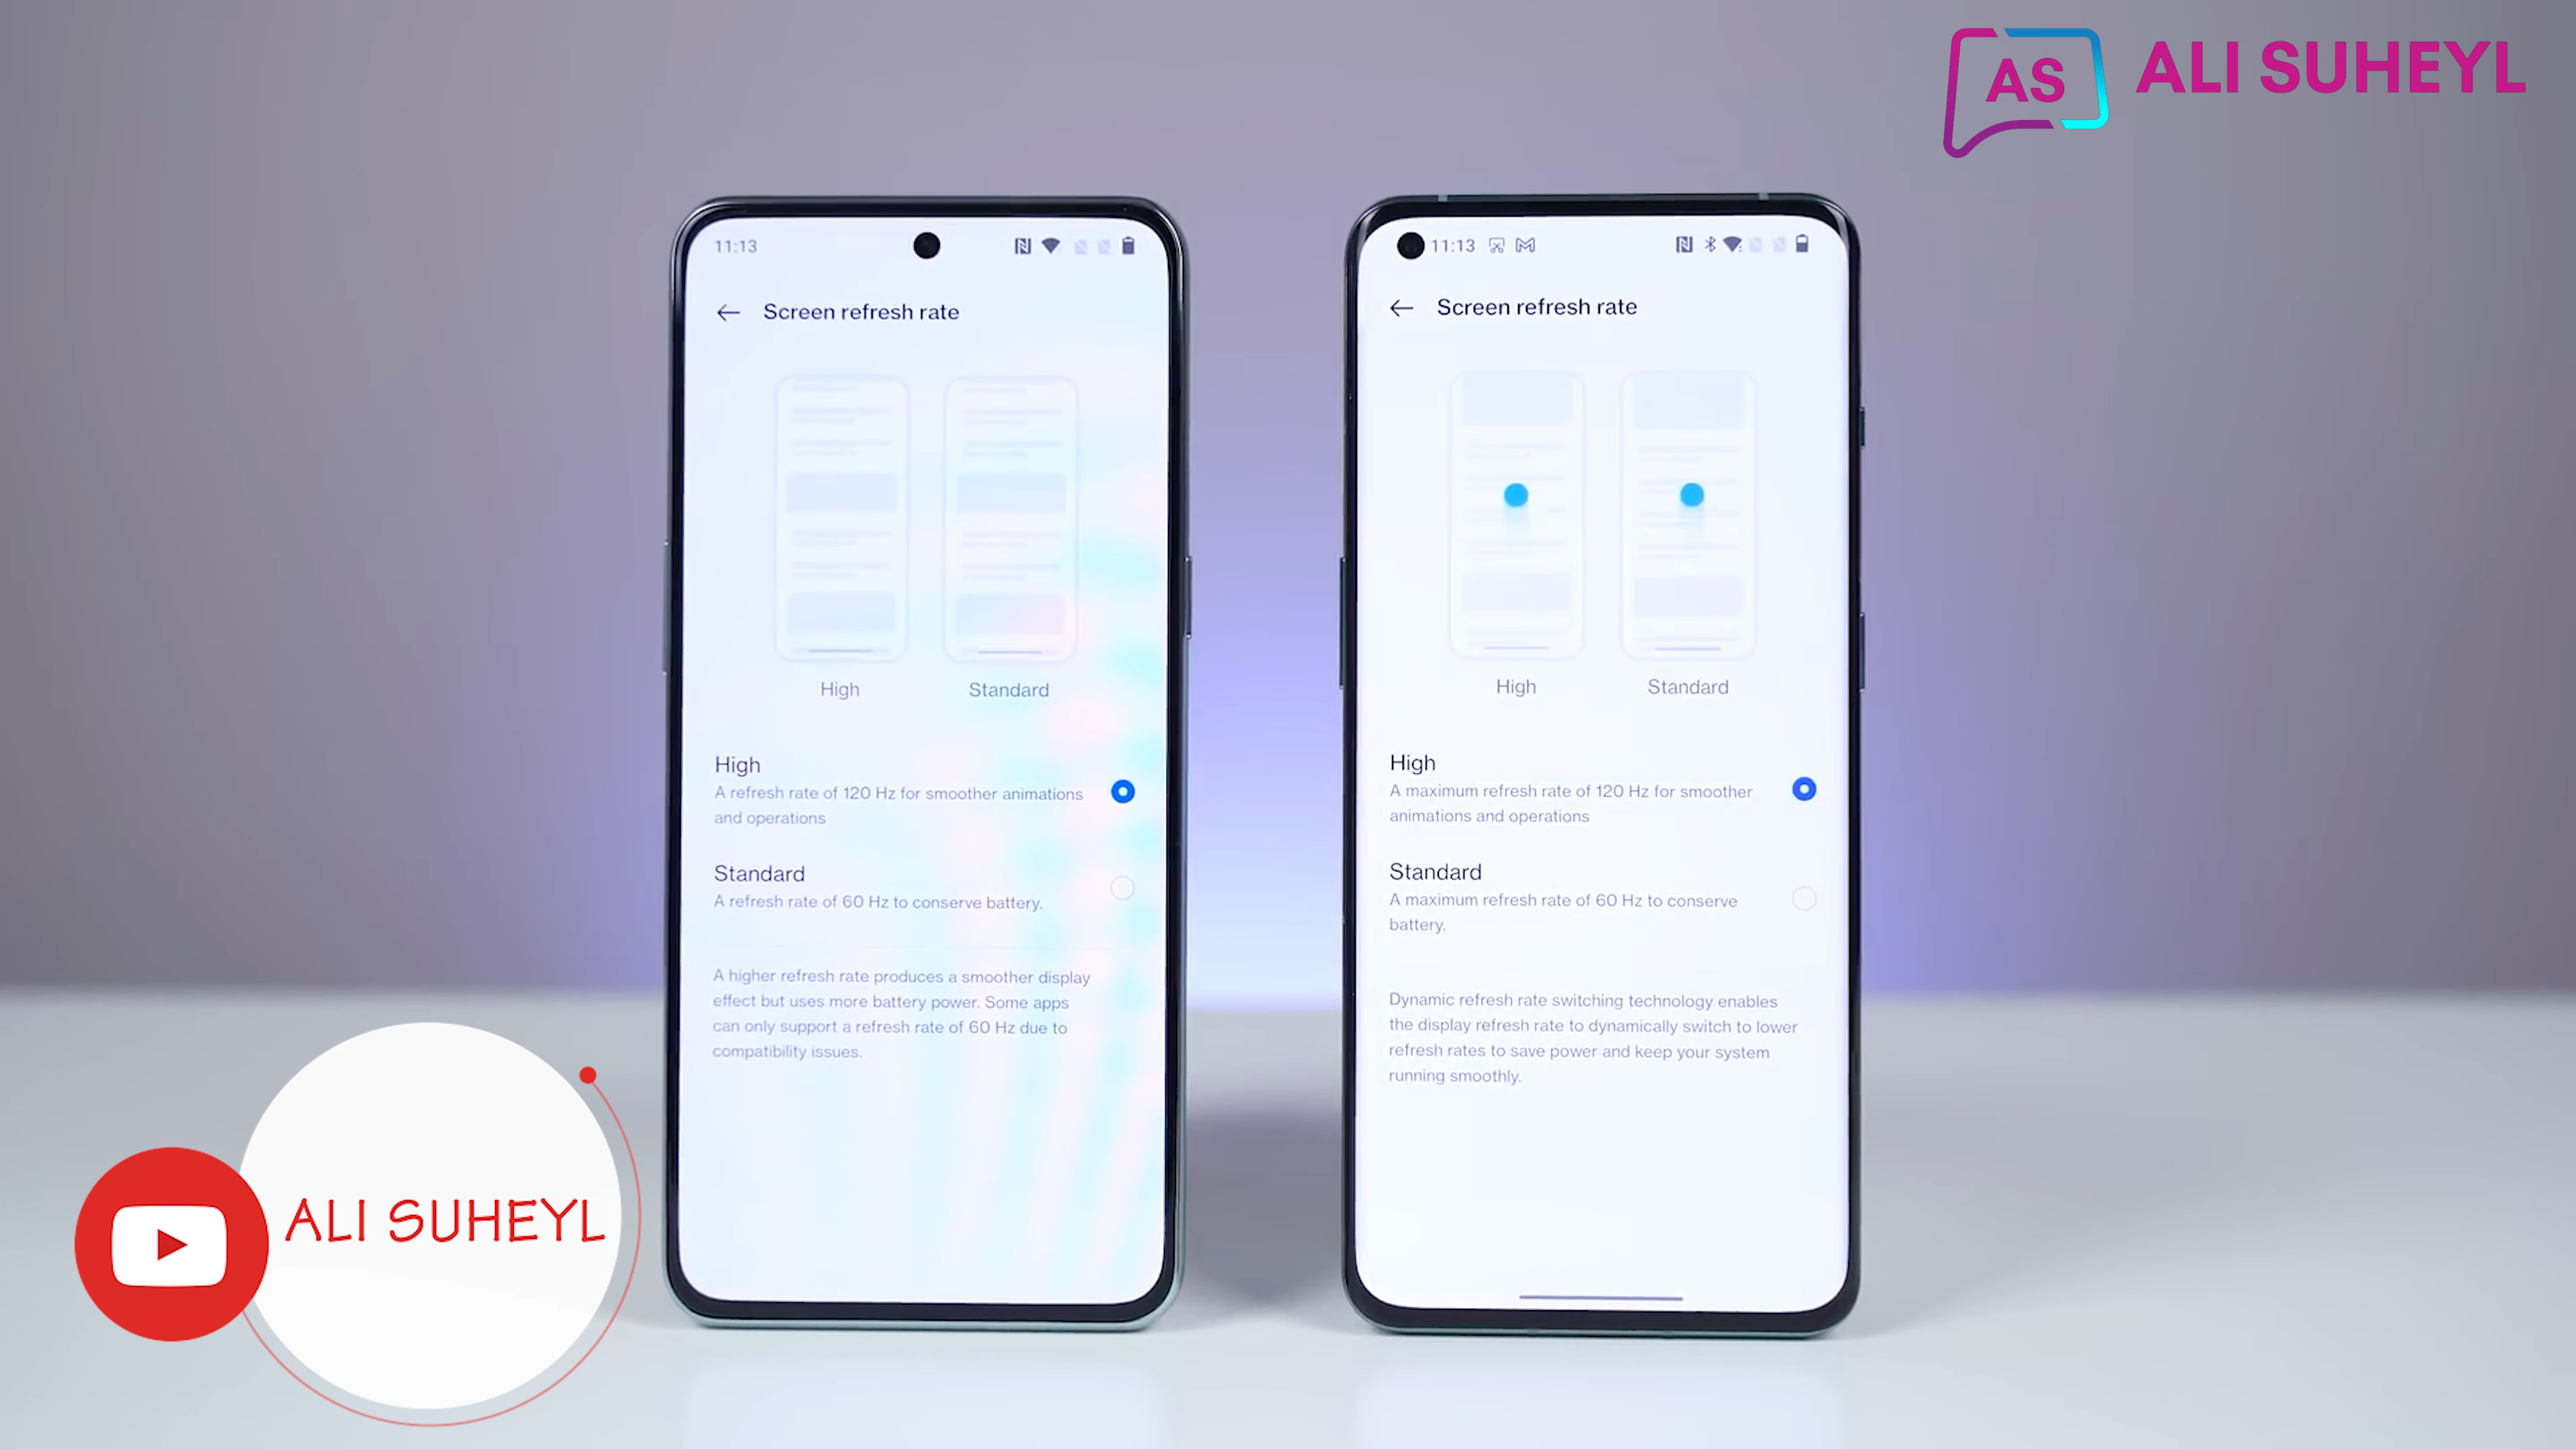 AS ALI SUHEYL
11:13
Screen refresh rate
High Standard
High
A refresh rate of 120 Hz for smoother animations
and operations
Standard
A refresh rate of 60 Hz to conserve battery.
A higher refresh rate produces a smoother display
effect but uses more battery power. Some apps
can only support a refresh rate of 60 Hz due to
compatibility issues.
11:13
Screen refresh rate
High Standard
High
A maximum refresh rate of 120 Hz for smoother
animations and operations
Standard
A maximum refresh rate of 60 Hz to conserve
battery.
Dynamic refresh rate switching technology enables
the display refresh rate to dynamically switch to lower
refresh rates to save power and keep your system
running smoothly.
ALI SUHEYL